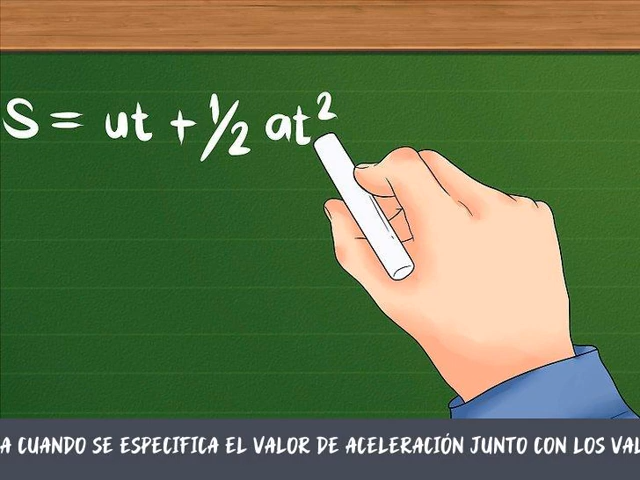 S = ut + ½ at²
A CUANDO SE ESPECIFICA EL VALOR DE ACELERACIÓN JUNTO CON LOS VAL